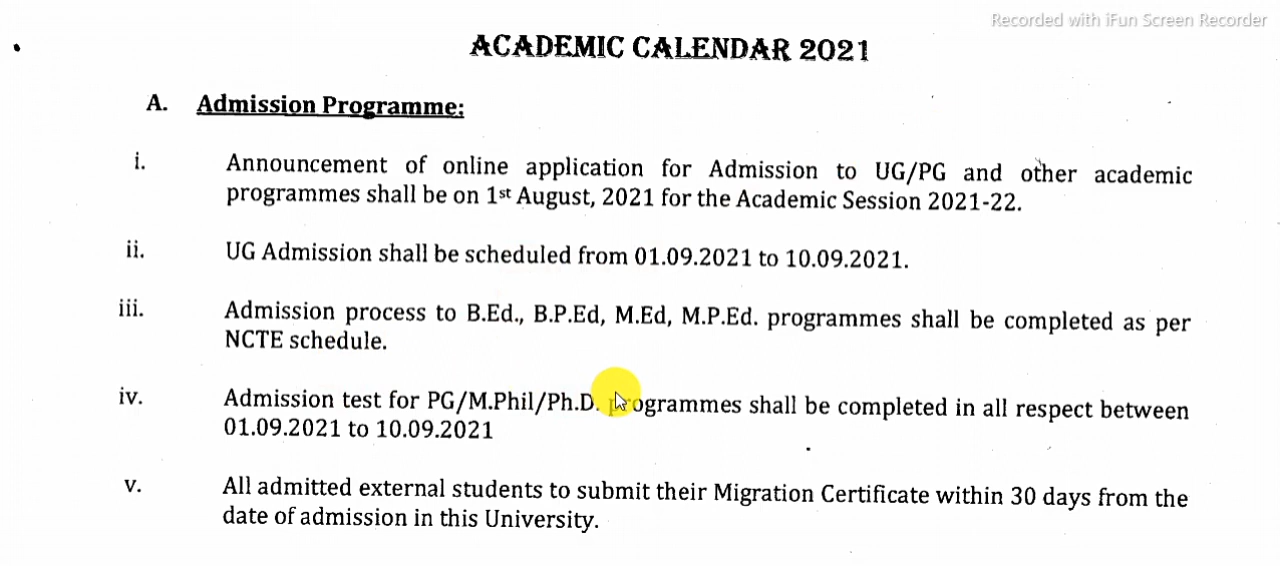 Recorded with iFun Screen Recorder
ACADEMIC CALENDAR 2021
A. Admission Programme:
i. Announcement of online application for Admission to UG/PG and other academic
programmes shall be on 1st August, 2021 for the Academic Session 2021-22.
ii. UG Admission shall be scheduled from 01.09.2021 to 10.09.2021.
iii. Admission process to B.Ed., B.P.Ed, M.Ed, M.P.Ed. programmes shall be completed as per
NCTE schedule.
iv. Admission test for PG/M.Phil/Ph.D. programmes shall be completed in all respect between
01.09.2021 to 10.09.2021
v. All admitted external students to submit their Migration Certificate within 30 days from the
date of admission in this University.